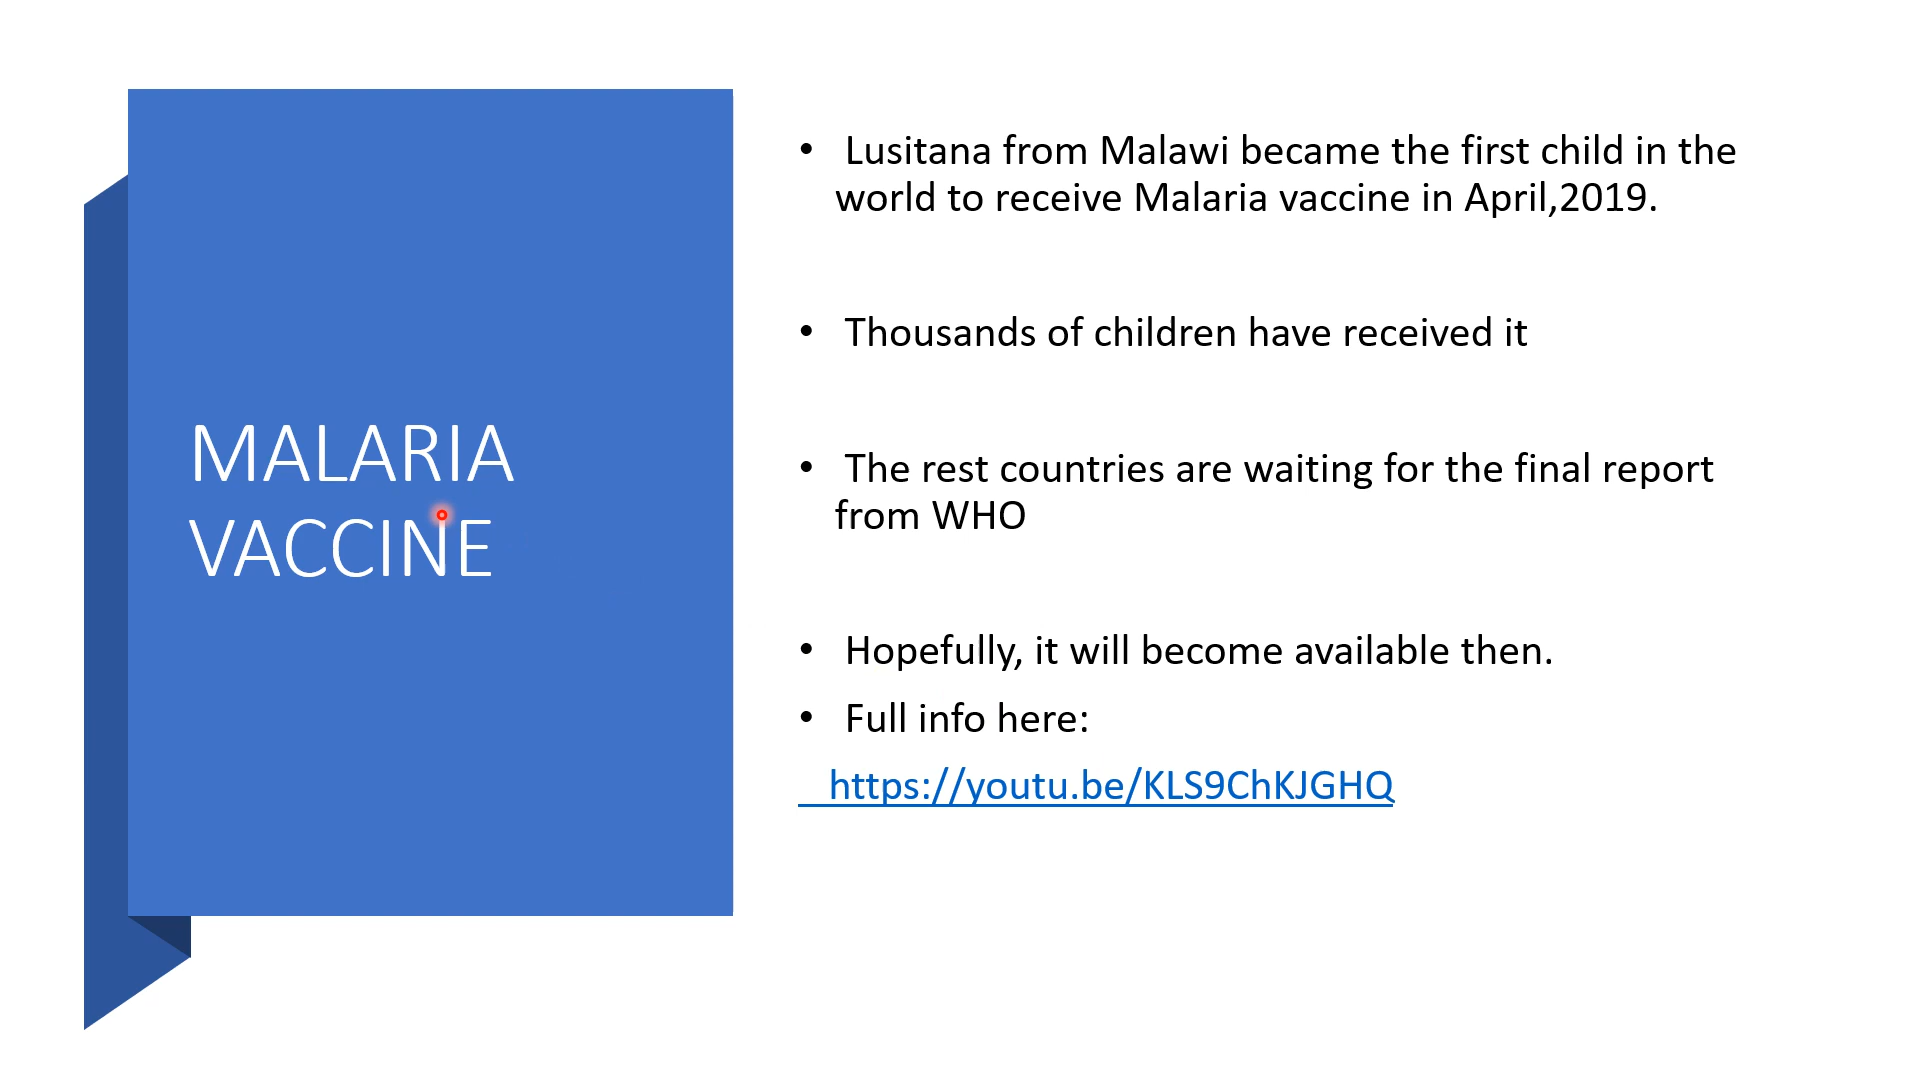 MALARIA
VACCINE
• Lusitana from Malawi became the first child in the
world to receive Malaria vaccine in April,2019.
• Thousands of children have received it
• The rest countries are waiting for the final report
from WHO
• Hopefully, it will become available then.
• Full info here:
https://youtu.be/KLS9ChKJGHQ